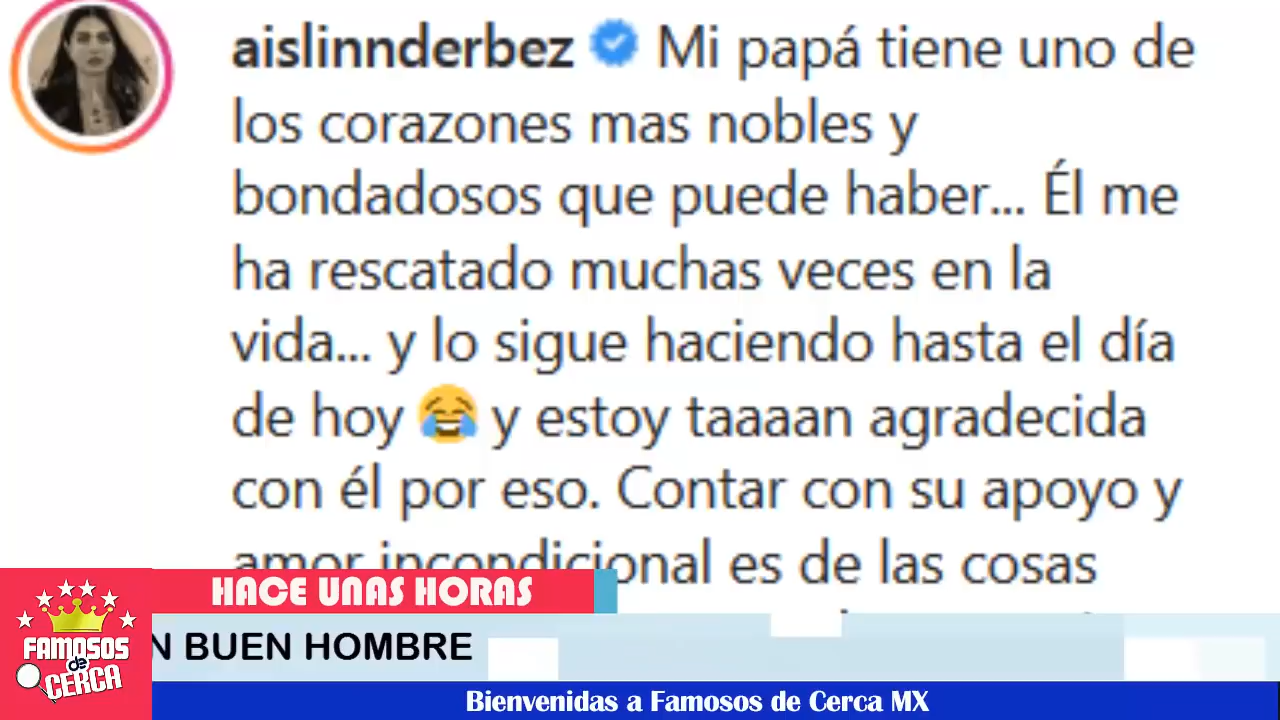 aislinnderbez Mi papá tiene uno de
los corazones mas nobles y
bondadosos que puede haber... Él me
ha rescatado muchas veces en la
vida... y lo sigue haciendo hasta el día
de hoy 😂 y estoy taaaan agradecida
con él por eso. Contar con su apoyo y
amor incondicional es de las cosas
HACE UNAS HORAS
N BUEN HOMBRE
FAMOSOS
de
CERCA
Bienvenidas a Famosos de Cerca MX